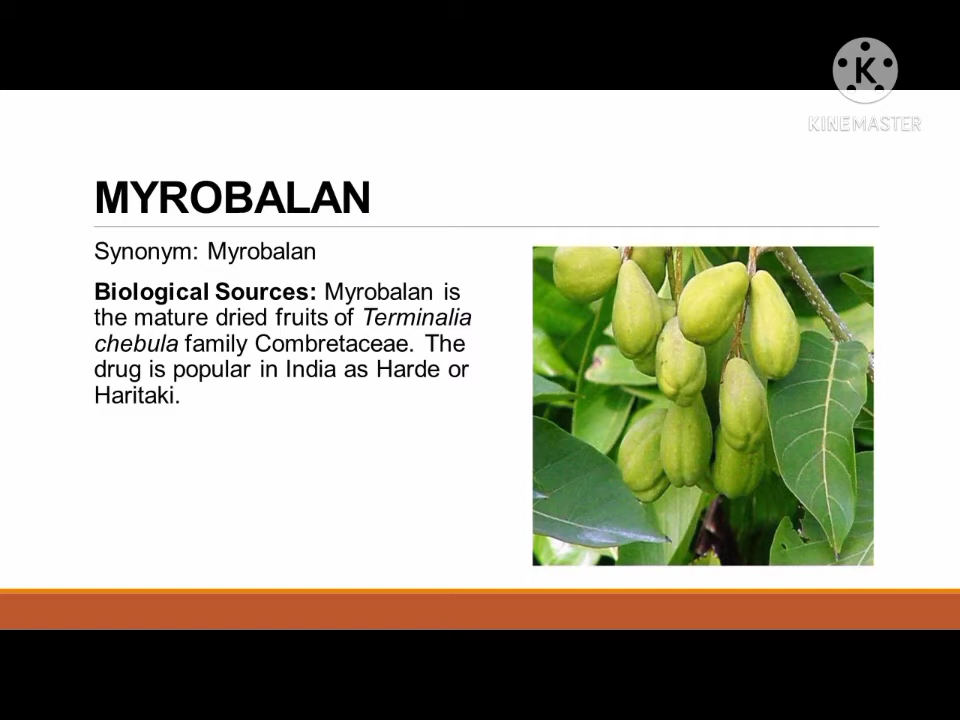 K
KINEMASTER
MYROBALAN
Synonym: Myrobalan
Biological Sources: Myrobalan is
the mature dried fruits of Terminalia
chebula family Combretaceae. The
drug is popular in India as Harde or
Haritaki.